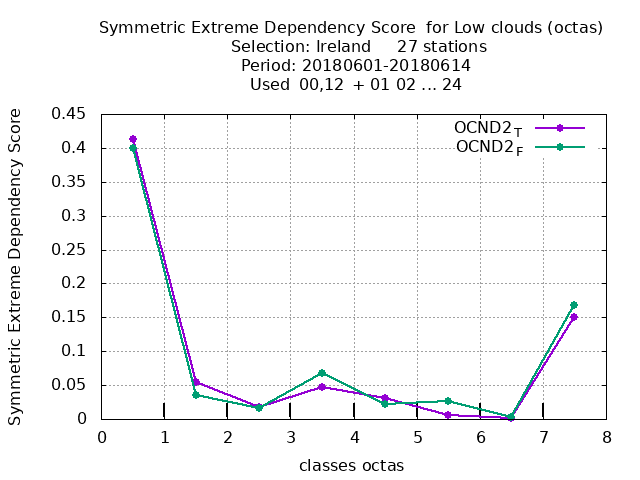 Symmetric Extreme Dependency Score for Low clouds (octas)
Selection: Ireland 27 stations
Period: 20180601-20180614
Used 00,12 + 01 02 ... 24
Symmetric Extreme Dependency Score
0.45
0.4
0.35
0.3
0.25
0.2
0.15
0.1
0.05
0
OCND2T
OCND2F
0 1 2 3 4 5 6 7 8
classes octas